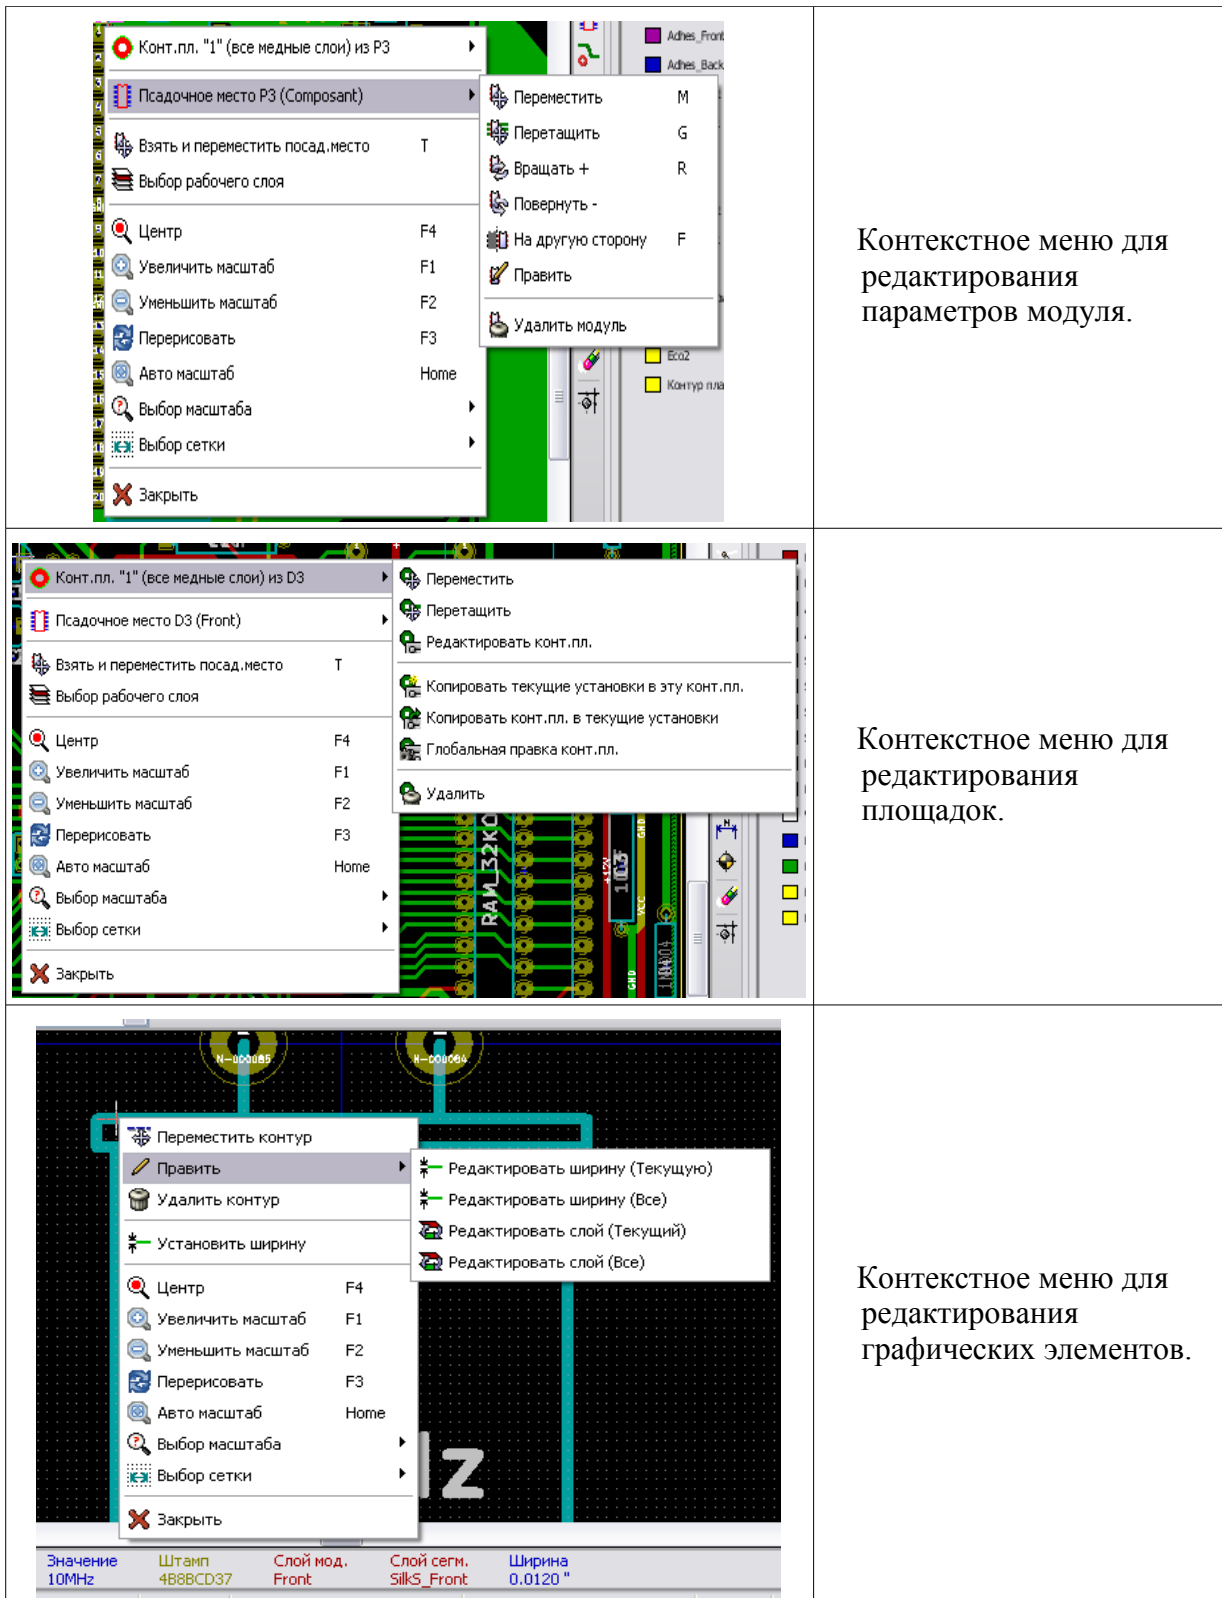 Конт.пл. "1" (все медные слои) из P3
Псадочное место P3 (Composant)
Взять и переместить посад.место T
Выбор рабочего слоя
Центр F4
Увеличить масштаб F1
Уменьшить масштаб F2
Перерисовать F3
Авто масштаб Home
Выбор масштаба
Выбор сетки
Закрыть
Переместить M
Перетащить G
Вращать + R
Повернуть -
На другую сторону F
Править
Удалить модуль
Adhes_Front
Adhes_Back
Eco2
Контур пла
Контекстное меню для
редактирования
параметров модуля.
Конт.пл. "1" (все медные слои) из D3
Псадочное место D3 (Front)
Взять и переместить посад.место T
Выбор рабочего слоя
Центр F4
Увеличить масштаб F1
Уменьшить масштаб F2
Перерисовать F3
Авто масштаб Home
Выбор масштаба
Выбор сетки
Закрыть
Переместить
Перетащить
Редактировать конт.пл.
Копировать текущие установки в эту конт.пл.
Копировать конт.пл. в текущие установки
Глобальная правка конт.пл.
Удалить
RAM_32KO
+12V
GND
VCC
GND
Контекстное меню для
редактирования
площадок.
N-000085
N-000084
Переместить контур
Править
Удалить контур
Установить ширину
Центр F4
Увеличить масштаб F1
Уменьшить масштаб F2
Перерисовать F3
Авто масштаб Home
Выбор масштаба
Выбор сетки
Закрыть
Редактировать ширину (Текущую)
Редактировать ширину (Все)
Редактировать слой (Текущий)
Редактировать слой (Все)
z
Значение Штамп Слой мод. Слой сегм. Ширина
10MHz 4B8BCD37 Front SilkS_Front 0.0120 "
Контекстное меню для
редактирования
графических элементов.